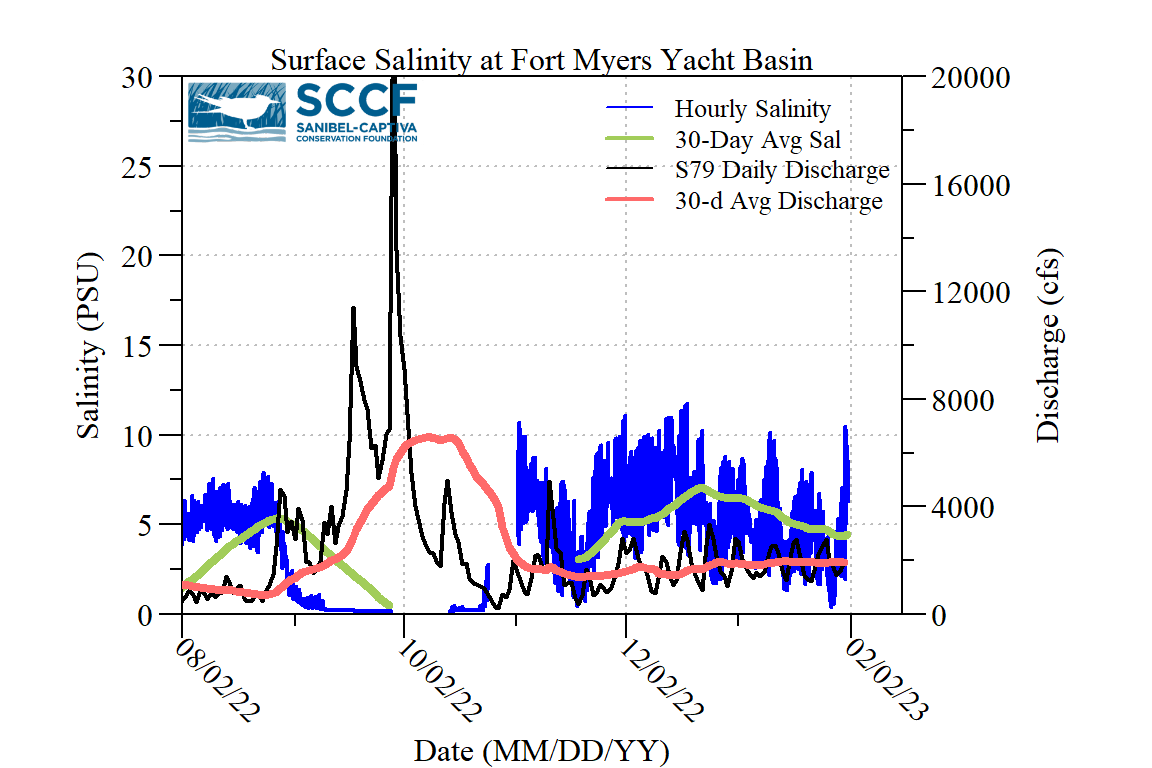 Surface Salinity at Fort Myers Yacht Basin
SCCF
SANIBEL-CAPTIVA
CONSERVATION FOUNDATION
Hourly Salinity
30-Day Avg Sal
S79 Daily Discharge
30-d Avg Discharge
Salinity (PSU)
30
25
20
15
10
5
0
20000
16000
12000
8000
4000
0
Discharge (cfs)
08/02/22
10/02/22
12/02/22
02/02/23
Date (MM/DD/YY)